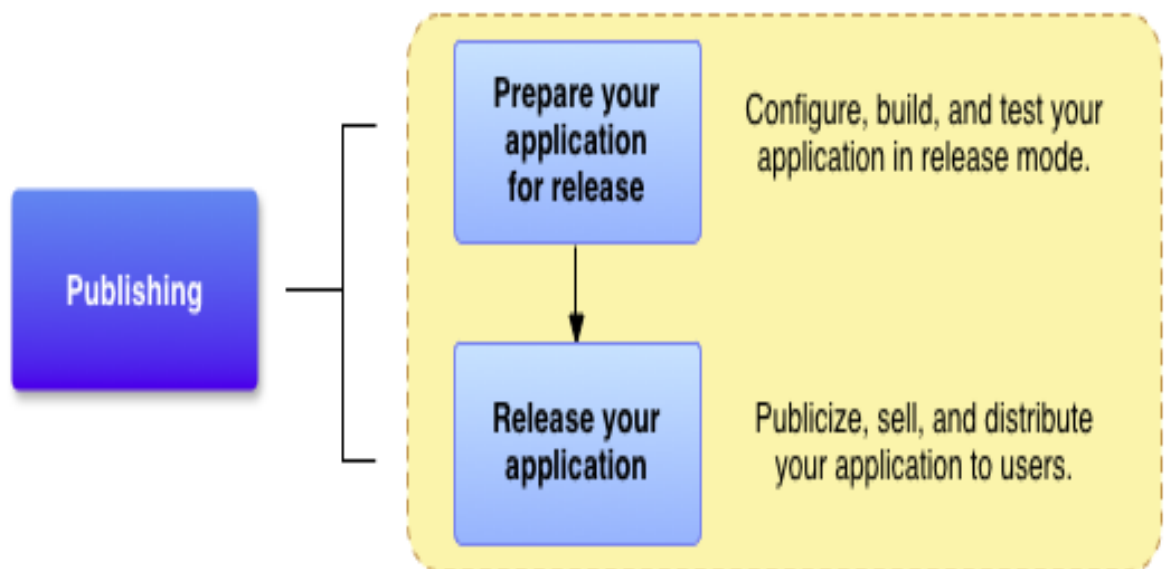 Publishing
Prepare your
application
for release
Configure, build, and test your
application in release mode.
Release your
application
Publicize, sell, and distribute
your application to users.